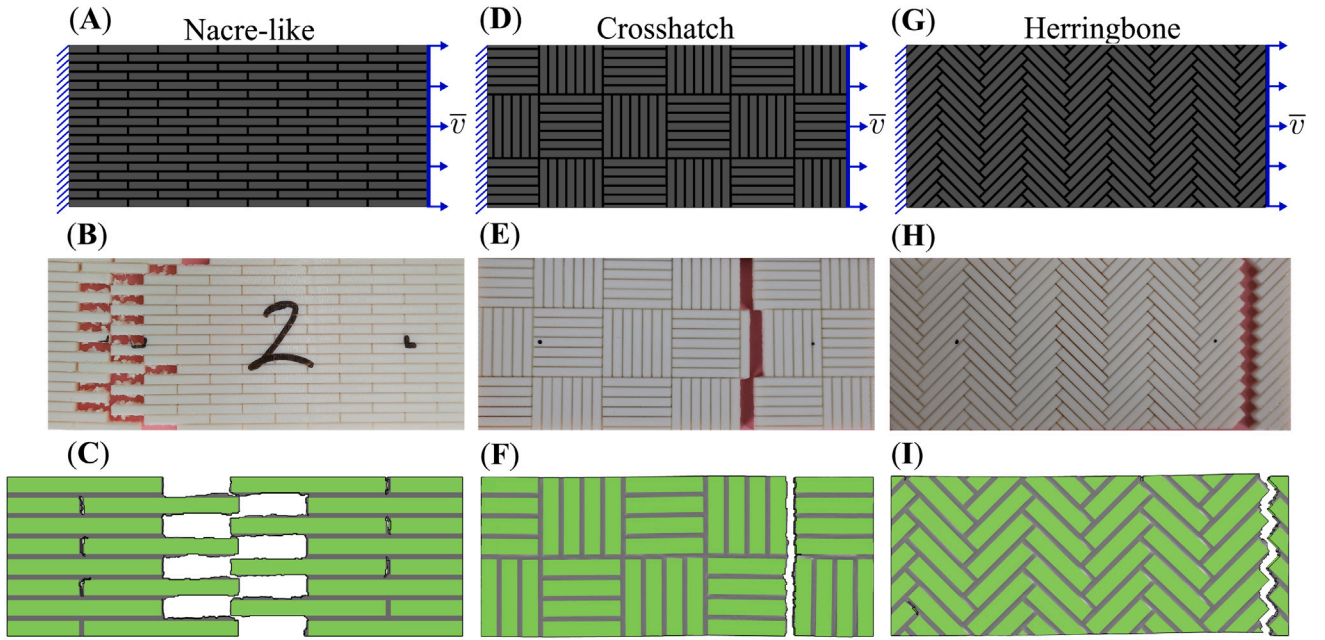 (A)
Nacre-like
v̅
(D)
Crosshatch
v̅
(G)
Herringbone
v̅
(B)
2
(E)
(H)
(C)
(F)
(I)